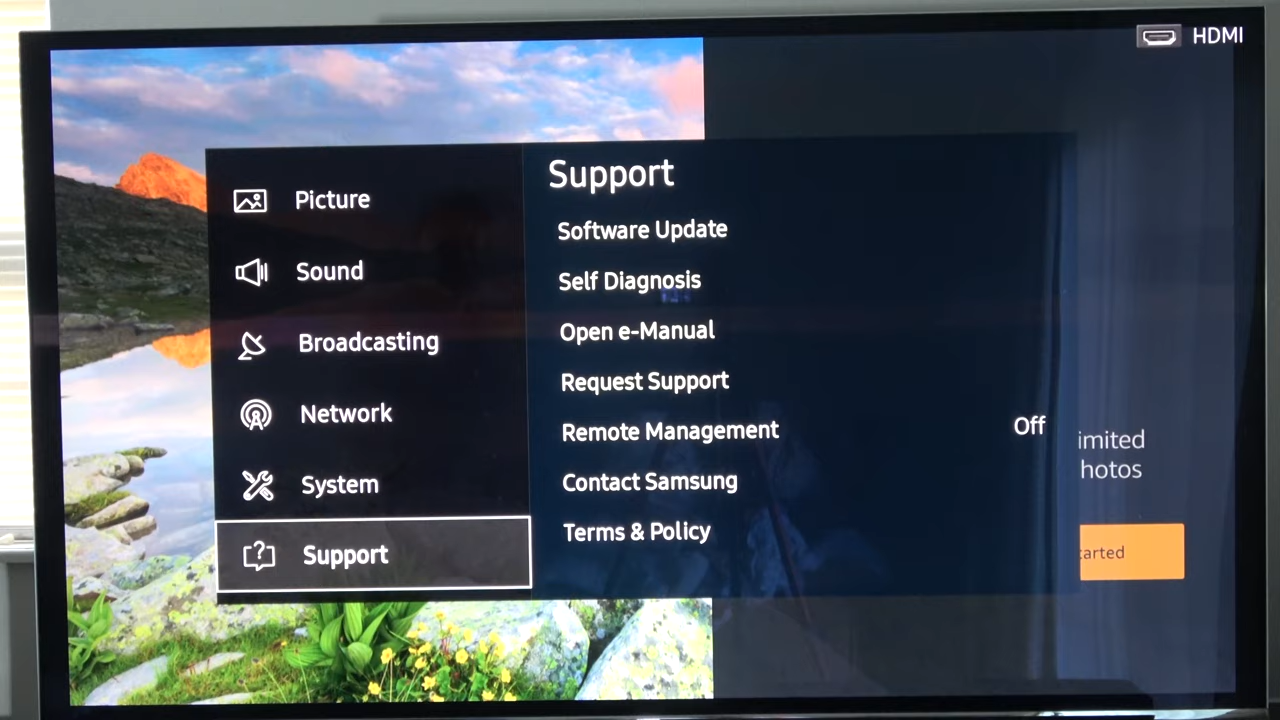 HDMI
Picture
Sound
Broadcasting
Network
System
Support
Support
Software Update
Self Diagnosis
Open e-Manual
Request Support
Remote Management Off
Contact Samsung
Terms & Policy
imited
hotos
tarted